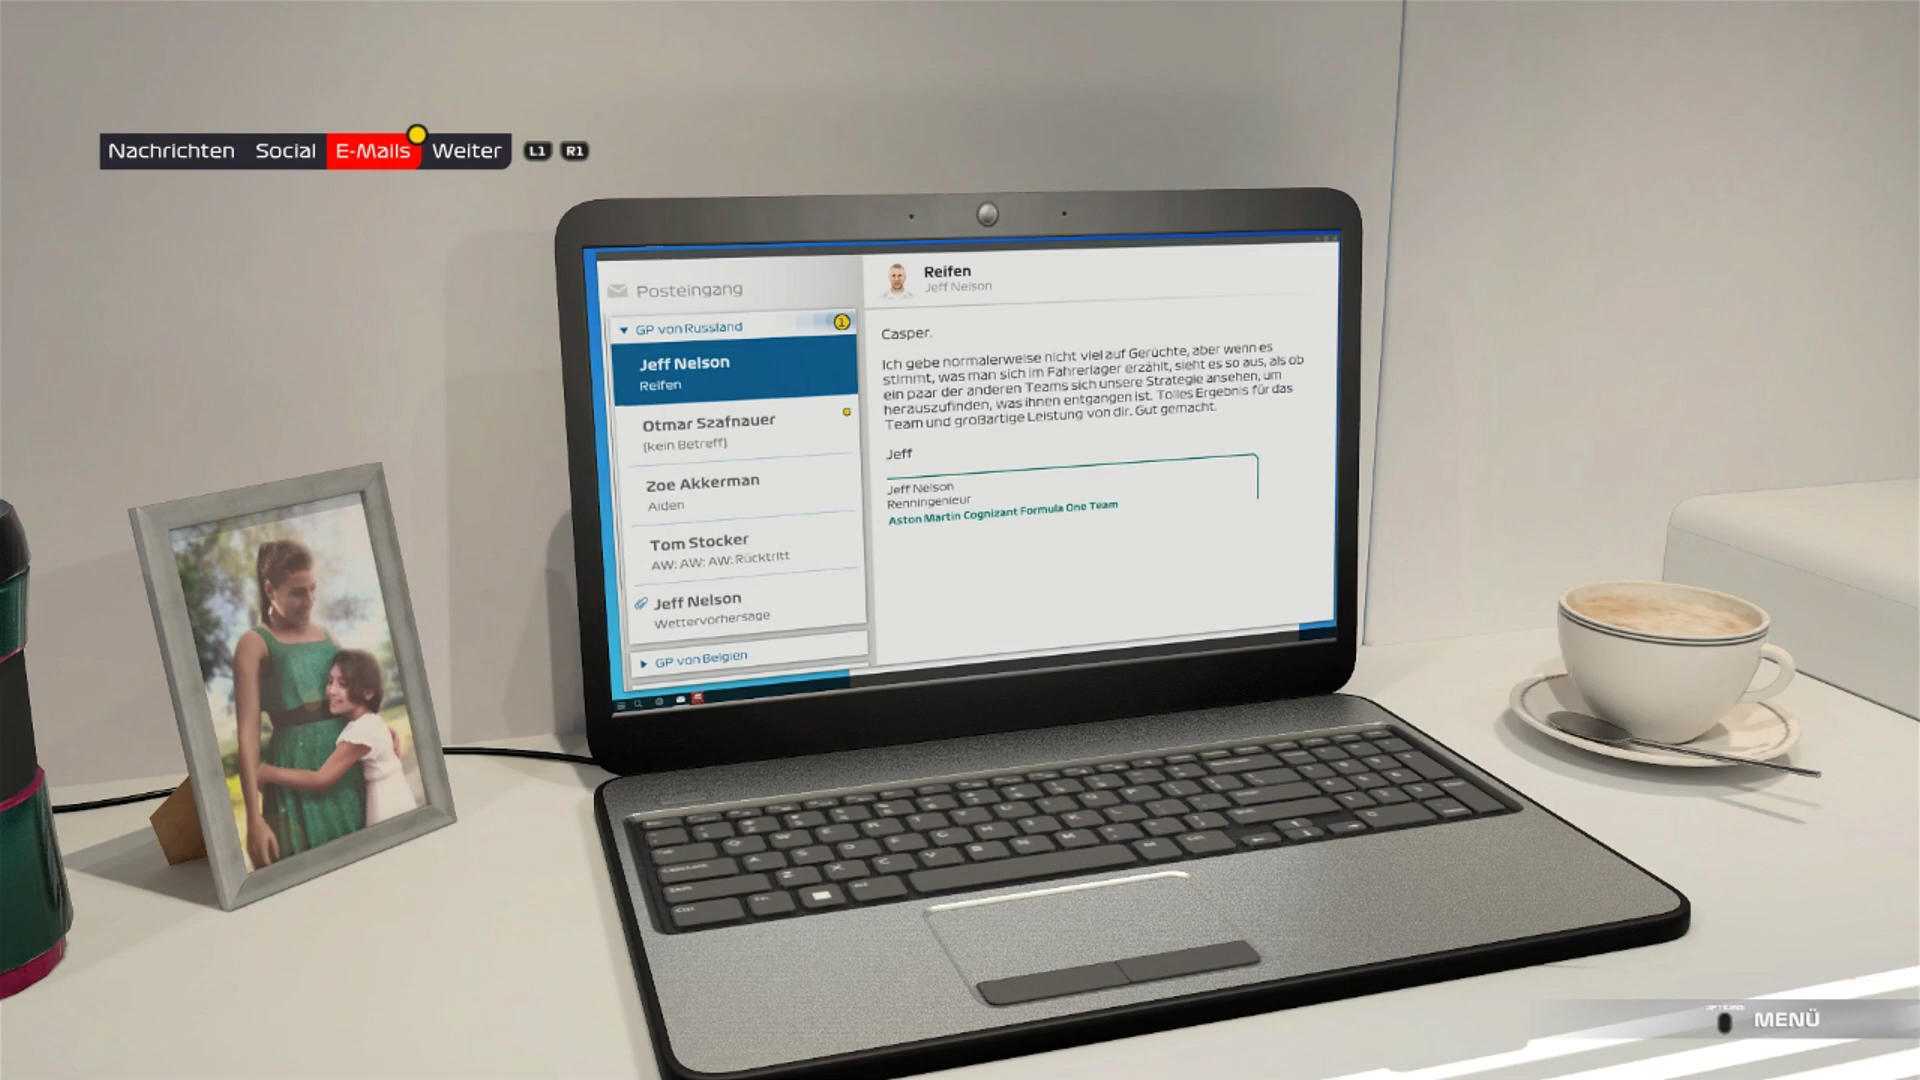 Nachrichten Social E-Mails Weiter L1 R1
Posteingang
GP von Russland 1
Jeff Nelson
Reifen
Otmar Szafnauer
(kein Betreff)
Zoe Akkerman
Aiden
Tom Stocker
AW: AW: AW: Rücktritt
Jeff Nelson
Wettervorhersage
GP von Belgien
Reifen
Jeff Nelson
Casper.
Ich gebe normalerweise nicht viel auf Gerüchte, aber wenn es
stimmt, was man sich im Fahrerlager erzählt, sieht es so aus, als ob
ein paar der anderen Teams sich unsere Strategie ansehen, um
herauszufinden, was ihnen entgangen ist. Tolles Ergebnis für das
Team und großartige Leistung von dir. Gut gemacht.
Jeff
Jeff Nelson
Renningenieur
Aston Martin Cognizant Formula One Team
OPTIONS
MENÜ